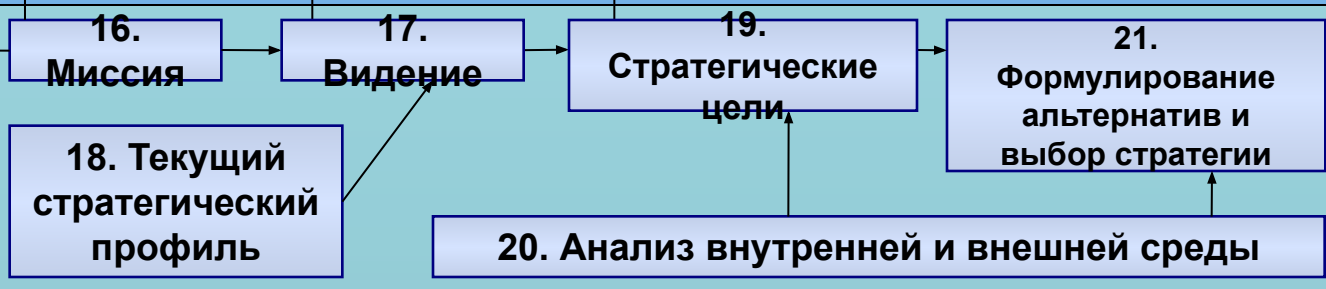 16.
Миссия
17.
Видение
19.
Стратегические
цели
21.
Формулирование
альтернатив и
выбор стратегии
18. Текущий
стратегический
профиль
20. Анализ внутренней и внешней среды